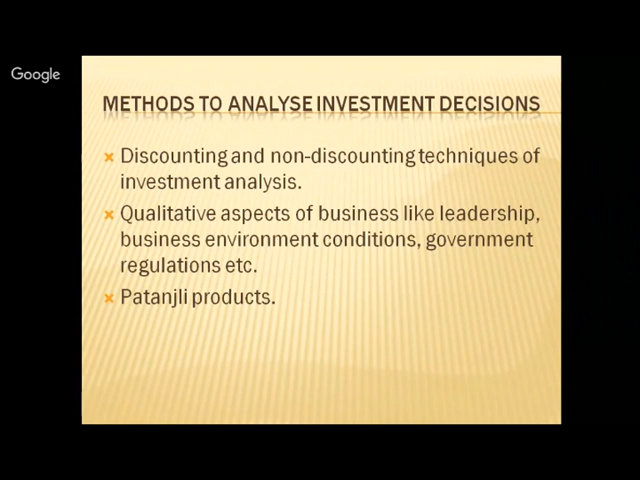 Google
METHODS TO ANALYSE INVESTMENT DECISIONS
Discounting and non-discounting techniques of
investment analysis.
Qualitative aspects of business like leadership,
business environment conditions, government
regulations etc.
Patanjli products.